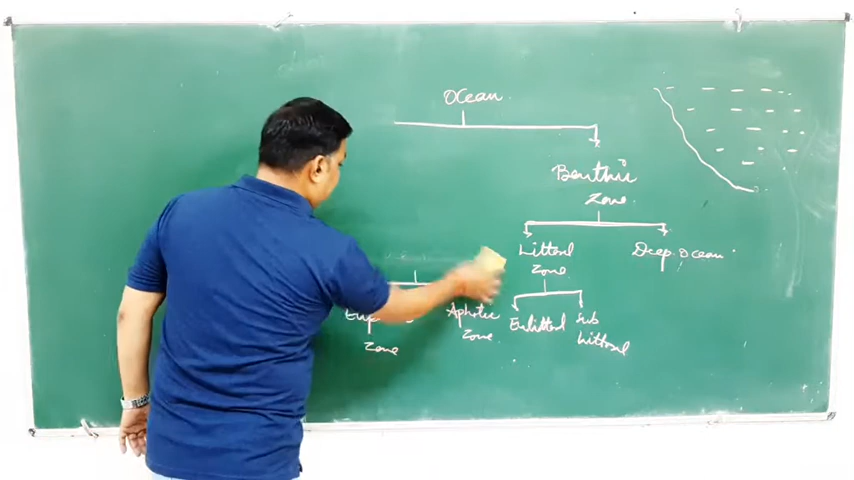 Ocean
Benthic
Zone
Littoral
Zone
Deep. Ocean
Aphotic
Zone
Zone
Eulittoral
Sub
Littoral